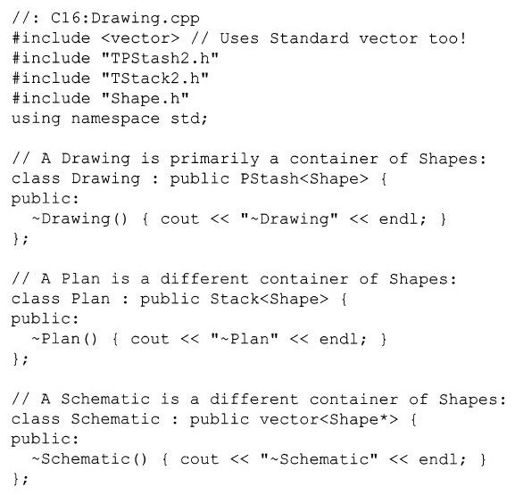 //: C16:Drawing.cpp
#include <vector> // Uses Standard vector too!
#include "TPStash2.h"
#include "TStack2.h"
#include "Shape.h"
using namespace std;

// A Drawing is primarily a container of Shapes:
class Drawing : public PStash<Shape> {
public:
  ~Drawing() { cout << "~Drawing" << endl; }
};

// A Plan is a different container of Shapes:
class Plan : public Stack<Shape> {
public:
  ~Plan() { cout << "~Plan" << endl; }
};

// A Schematic is a different container of Shapes:
class Schematic : public vector<Shape*> {
public:
  ~Schematic() { cout << "~Schematic" << endl; }
};